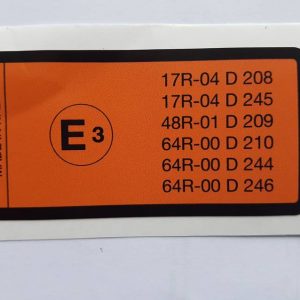 E3
17R-04 D 208
17R-04 D 245
48R-01 D 209
64R-00 D 210
64R-00 D 244
64R-00 D 246